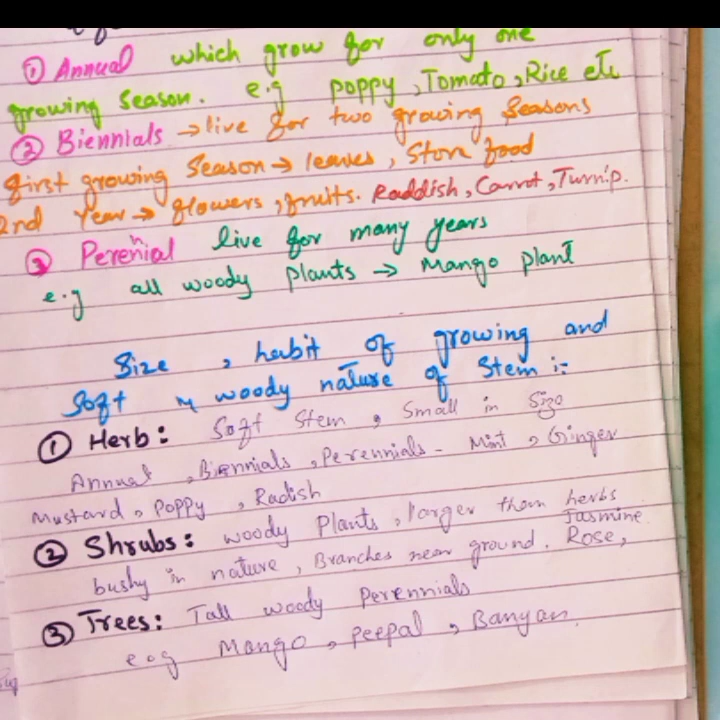 ① Annual which grow for only one
growing season. e.g poppy, Tomato, Rice etc
② Biennials → live for two growing seasons
first growing season → leaves, store food
2nd year → flowers, fruits. Raddish, Carrot, Turnip.
③ Perennial live for many years
e.g all woody plants → Mango plant
Size, habit of growing and
soft woody nature of stem :-
① Herb: Soft stem, small in size
Annual, Biennials, Perennials - Mint, Ginger
Mustard, Poppy, Radish
② Shrubs: woody Plants, larger than herbs
bushy in nature, Branches near ground. Rose, Jasmine
③ Trees: Tall woody Perennials
e.g Mango, peepal, Banyan.